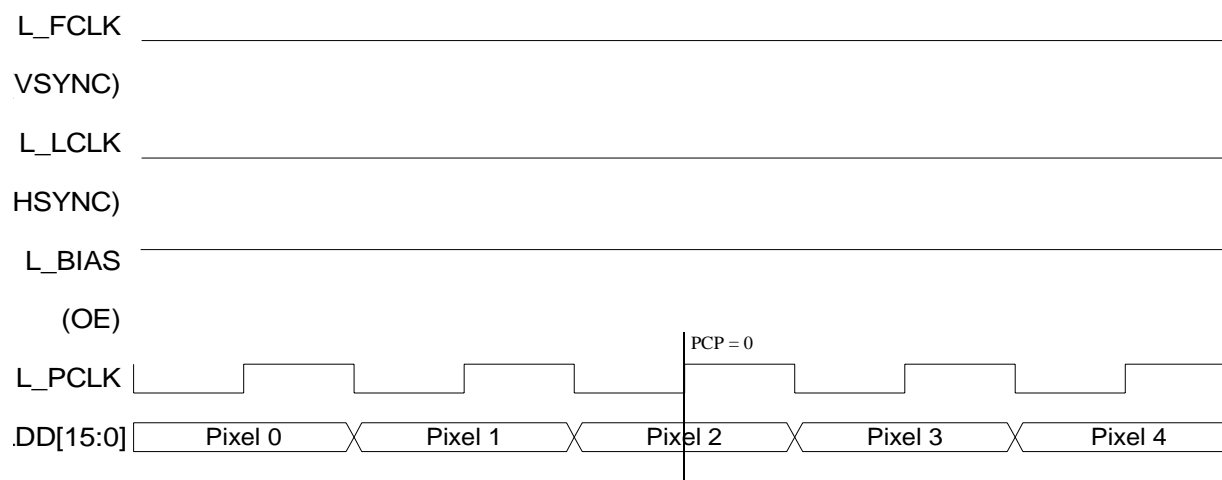 L_FCLK
VSYNC)
L_LCLK
HSYNC)
L_BIAS
(OE)
PCP = 0
L_PCLK
DD[15:0] Pixel 0 Pixel 1 Pixel 2 Pixel 3 Pixel 4